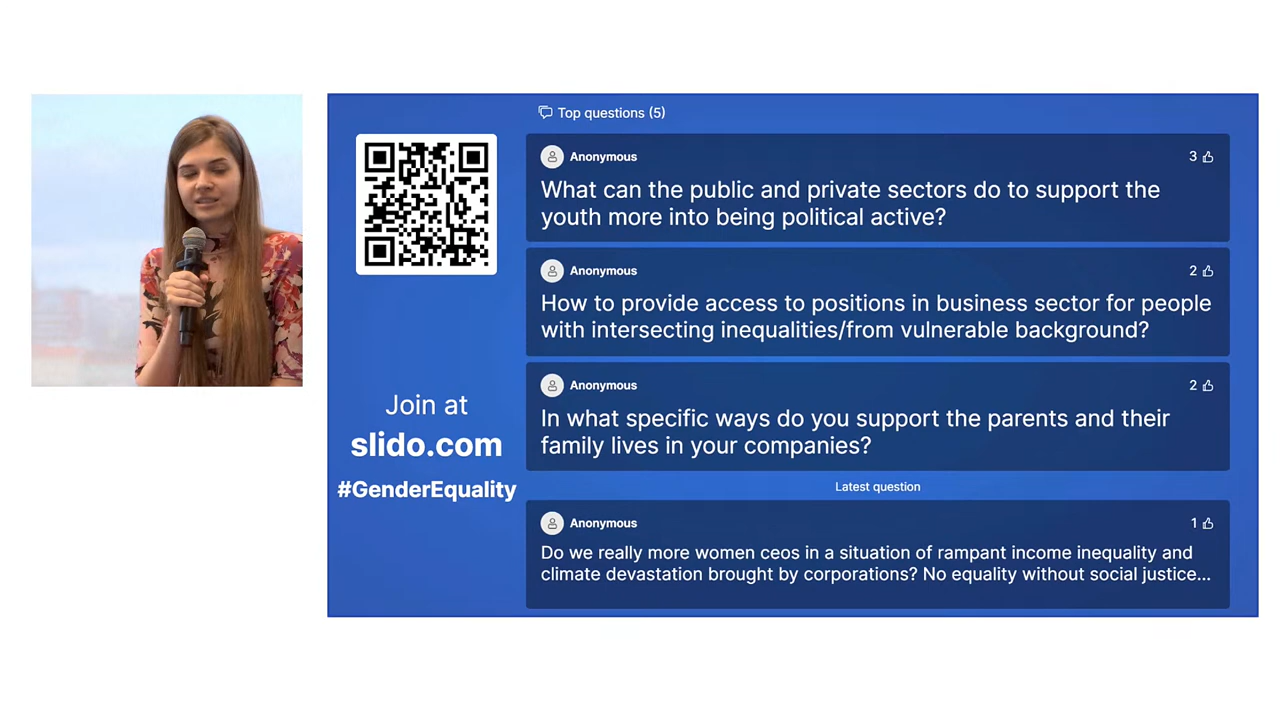 Top questions (5)
Anonymous
3
What can the public and private sectors do to support the
youth more into being political active?
Anonymous
2
How to provide access to positions in business sector for people
with intersecting inequalities/from vulnerable background?
Anonymous
2
In what specific ways do you support the parents and their
family lives in your companies?
Latest question
Anonymous
1
Do we really more women ceos in a situation of rampant income inequality and
climate devastation brought by corporations? No equality without social justice...
Join at
slido.com
#GenderEquality